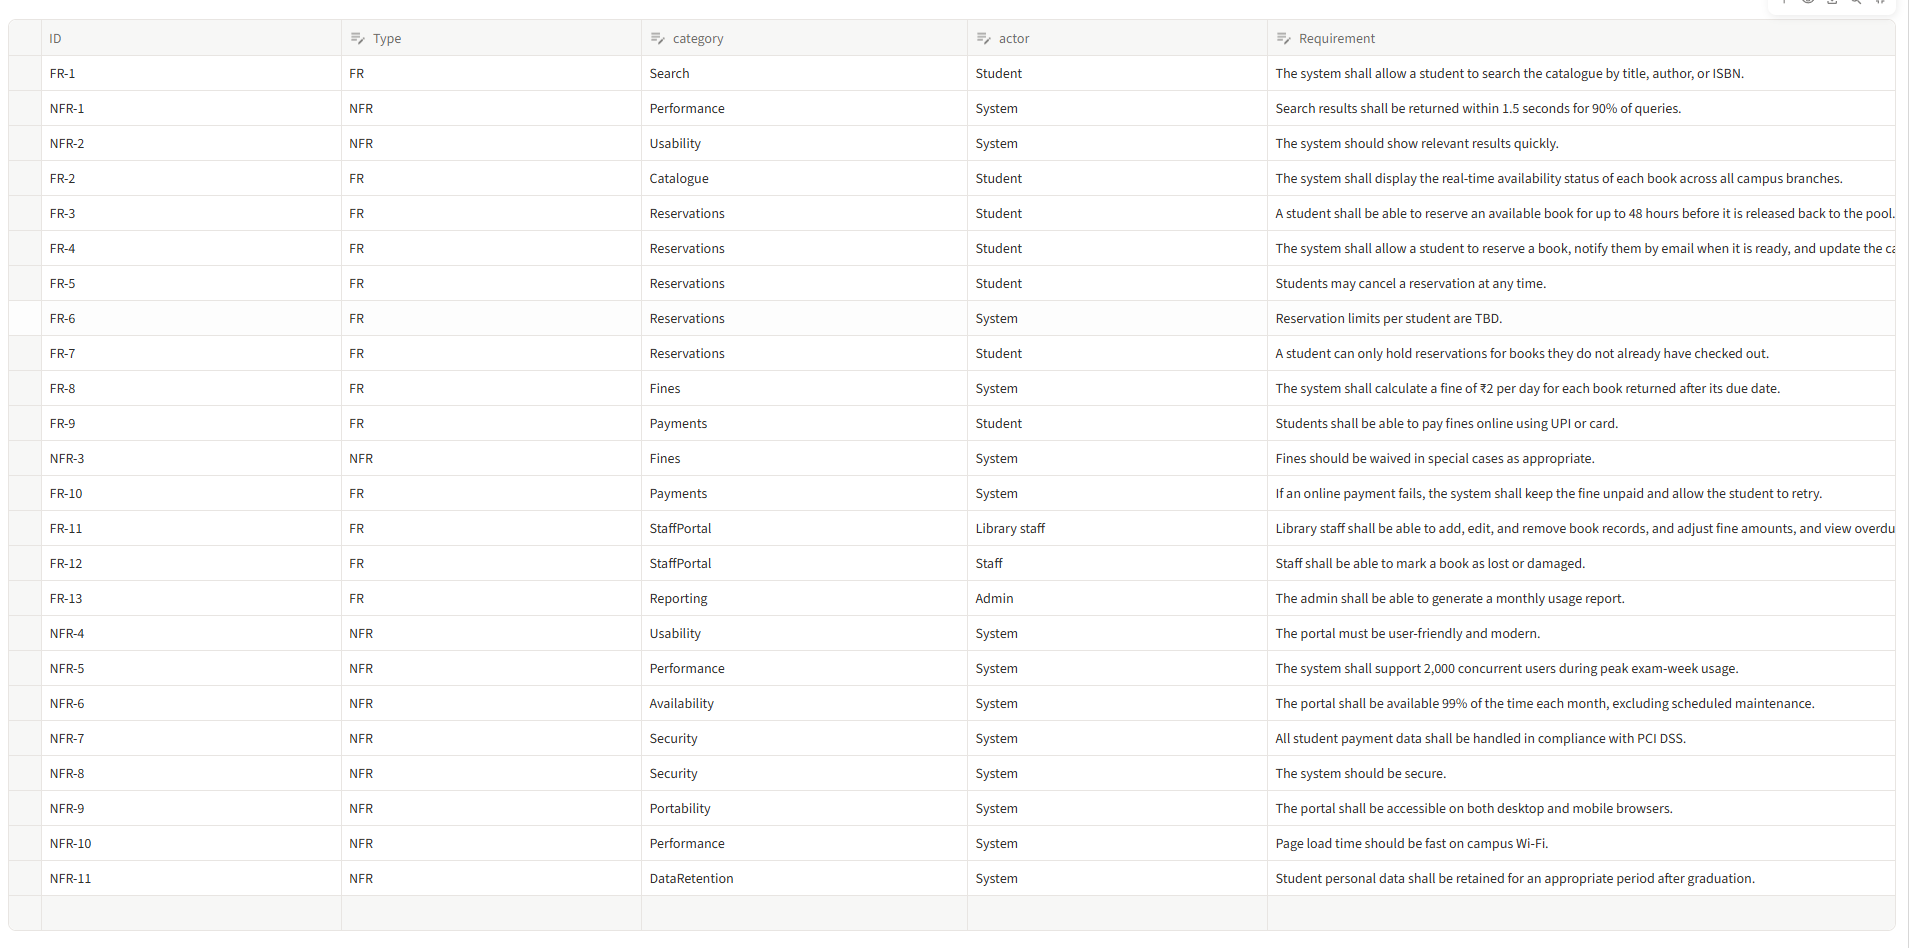 ID Type category actor Requirement
FR-1 FR Search Student The system shall allow a student to search the catalogue by title, author, or ISBN.
NFR-1 NFR Performance System Search results shall be returned within 1.5 seconds for 90% of queries.
NFR-2 NFR Usability System The system should show relevant results quickly.
FR-2 FR Catalogue Student The system shall display the real-time availability status of each book across all campus branches.
FR-3 FR Reservations Student A student shall be able to reserve an available book for up to 48 hours before it is released back to the pool.
FR-4 FR Reservations Student The system shall allow a student to reserve a book, notify them by email when it is ready, and update the
FR-5 FR Reservations Student Students may cancel a reservation at any time.
FR-6 FR Reservations System Reservation limits per student are TBD.
FR-7 FR Reservations Student A student can only hold reservations for books they do not already have checked out.
FR-8 FR Fines System The system shall calculate a fine of ₹2 per day for each book returned after its due date.
FR-9 FR Payments Student Students shall be able to pay fines online using UPI or card.
NFR-3 NFR Fines System Fines should be waived in special cases as appropriate.
FR-10 FR Payments System If an online payment fails, the system shall keep the fine unpaid and allow the student to retry.
FR-11 FR StaffPortal Library staff Library staff shall be able to add, edit, and remove book records, and adjust fine amounts, and view
FR-12 FR StaffPortal Staff Staff shall be able to mark a book as lost or damaged.
FR-13 FR Reporting Admin The admin shall be able to generate a monthly usage report.
NFR-4 NFR Usability System The portal must be user-friendly and modern.
NFR-5 NFR Performance System The system shall support 2,000 concurrent users during peak exam-week usage.
NFR-6 NFR Availability System The portal shall be available 99% of the time each month, excluding scheduled maintenance.
NFR-7 NFR Security System All student payment data shall be handled in compliance with PCI DSS.
NFR-8 NFR Security System The system should be secure.
NFR-9 NFR Portability System The portal shall be accessible on both desktop and mobile browsers.
NFR-10 NFR Performance System Page load time should be fast on campus Wi-Fi.
NFR-11 NFR DataRetention System Student personal data shall be retained for an appropriate period after graduation.